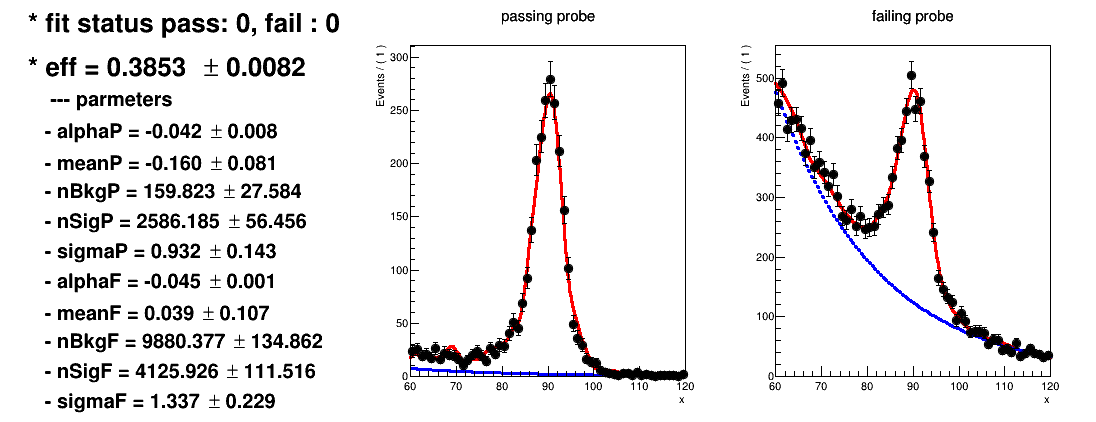 * fit status pass: 0, fail : 0
* eff = 0.3853 ± 0.0082
--- parmeters
- alphaP = -0.042 ± 0.008
- meanP = -0.160 ± 0.081
- nBkgP = 159.823 ± 27.584
- nSigP = 2586.185 ± 56.456
- sigmaP = 0.932 ± 0.143
- alphaF = -0.045 ± 0.001
- meanF = 0.039 ± 0.107
- nBkgF = 9880.377 ± 134.862
- nSigF = 4125.926 ± 111.516
- sigmaF = 1.337 ± 0.229
passing probe
Events / ( 1 )
300
250
200
150
100
50
0
60 70 80 90 100 110 120
x
failing probe
Events / ( 1 )
500
400
300
200
100
0
60 70 80 90 100 110 120
x